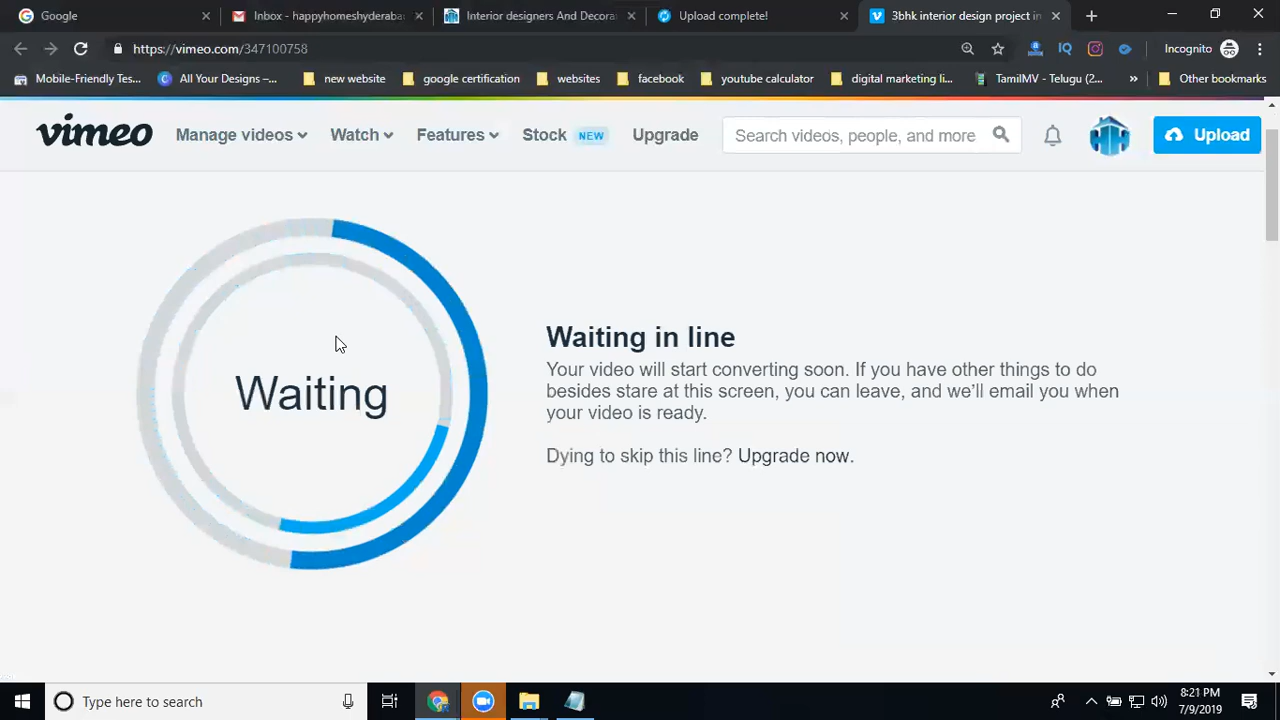 Google
Inbox - happyhomeshyderaba
Interior designers And Decora
Upload complete!
3bhk interior design project in
https://vimeo.com/347100758
IQ
Incognito
Mobile-Friendly Tes...
All Your Designs –...
new website
google certification
websites
facebook
youtube calculator
digital marketing li...
TamilMV - Telugu (2...
Other bookmarks
vimeo
Manage videos
Watch
Features
Stock NEW
Upgrade
Search videos, people, and more
Upload
Waiting
Waiting in line
Your video will start converting soon. If you have other things to do
besides stare at this screen, you can leave, and we'll email you when
your video is ready.
Dying to skip this line? Upgrade now.
Type here to search
8:21 PM
7/9/2019